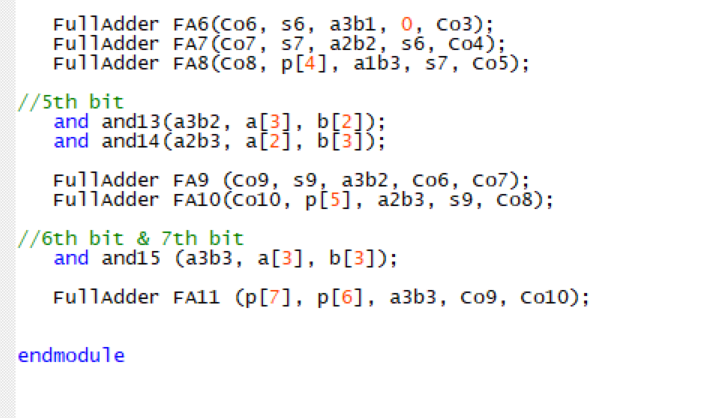 FullAdder FA6(Co6, s6, a3b1, 0, Co3);
FullAdder FA7(Co7, s7, a2b2, s6, Co4);
FullAdder FA8(Co8, p[4], a1b3, s7, Co5);
//5th bit
and and13(a3b2, a[3], b[2]);
and and14(a2b3, a[2], b[3]);
FullAdder FA9 (Co9, s9, a3b2, Co6, Co7);
FullAdder FA10(Co10, p[5], a2b3, s9, Co8);
//6th bit & 7th bit
and and15 (a3b3, a[3], b[3]);
FullAdder FA11 (p[7], p[6], a3b3, Co9, Co10);
endmodule